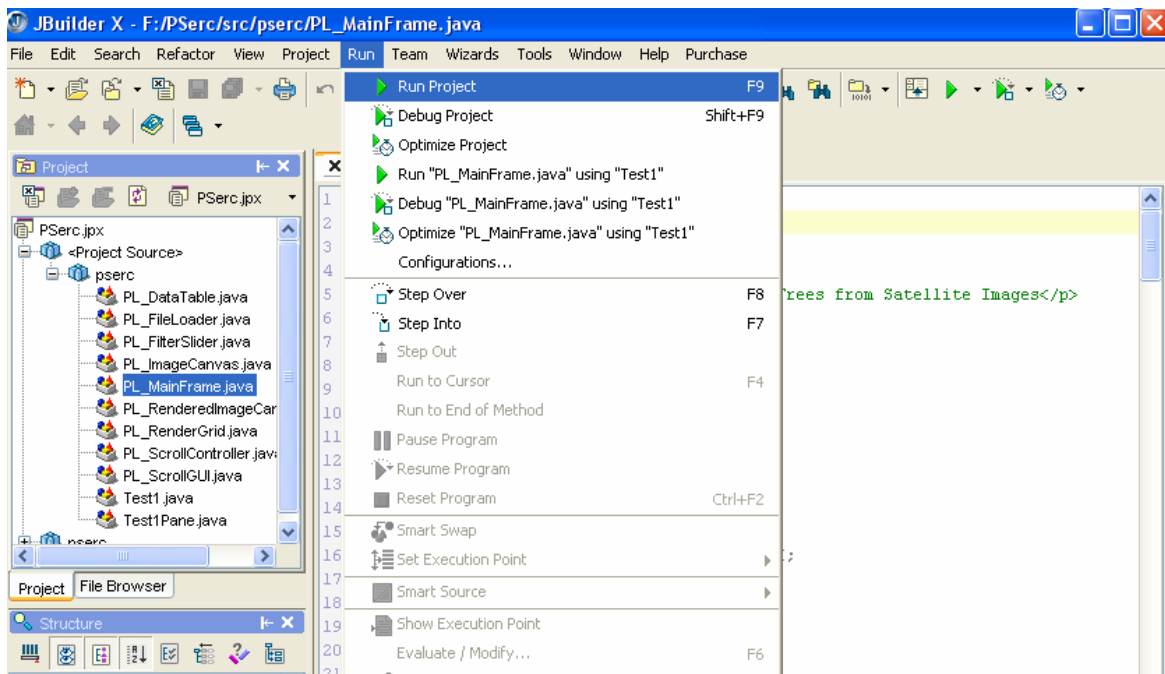 JBuilder X - F:/PSerc/src/pserc/PL_MainFrame.java
File Edit Search Refactor View Project Run Team Wizards Tools Window Help Purchase
Project
PSerc.jpx
PSerc.jpx
<Project Source>
pserc
PL_DataTable.java
PL_FileLoader.java
PL_FilterSlider.java
PL_ImageCanvas.java
PL_MainFrame.java
PL_RenderedImageCar
PL_RenderGrid.java
PL_ScrollController.jav
PL_ScrollGUI.java
Test1.java
Test1Pane.java
Project File Browser
Structure
Run Project F9
Debug Project Shift+F9
Optimize Project
Run "PL_MainFrame.java" using "Test1"
Debug "PL_MainFrame.java" using "Test1"
Optimize "PL_MainFrame.java" using "Test1"
Configurations...
Step Over F8
Step Into F7
Step Out
Run to Cursor F4
Run to End of Method
Pause Program
Resume Program
Reset Program Ctrl+F2
Smart Swap
Set Execution Point
Smart Source
Show Execution Point
Evaluate / Modify... F6
1
2
3
4
5 Trees from Satellite Images</p>
6
7
8
9
10
11
12
13
14
15
16 ;
17
18
19
20